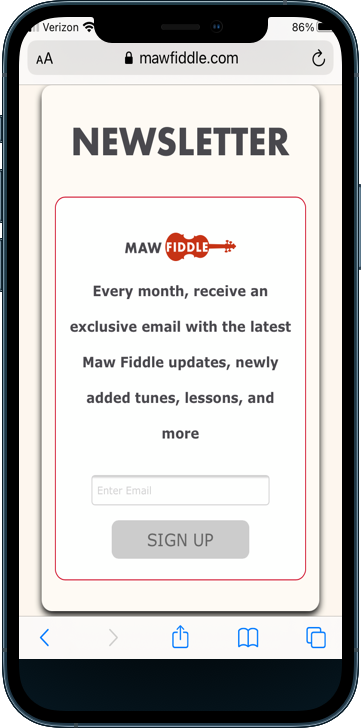 Verizon 86%
AA mawfiddle.com
NEWSLETTER
MAW FIDDLE
Every month, receive an
exclusive email with the latest
Maw Fiddle updates, newly
added tunes, lessons, and
more
Enter Email
SIGN UP